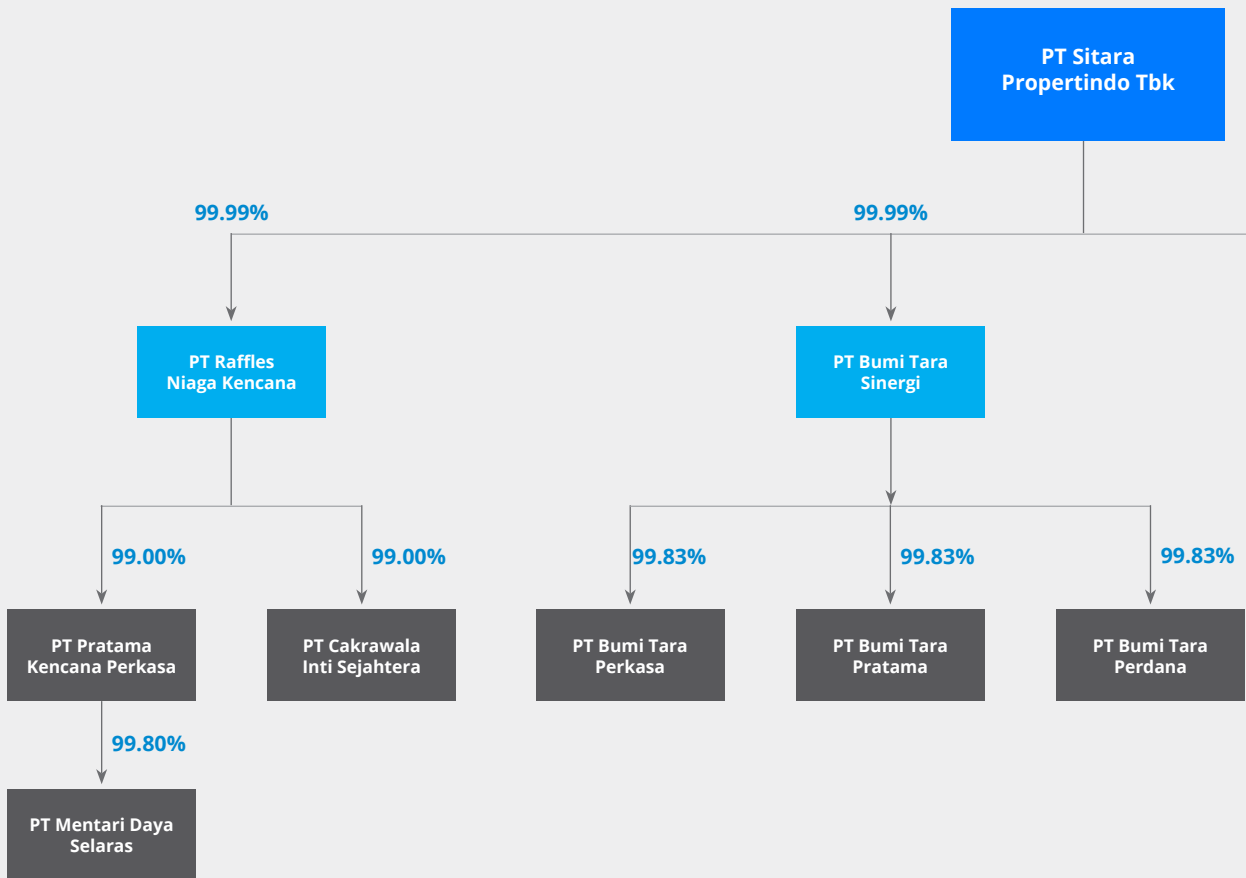 PT Sitara
Propertindo Tbk
99.99%
99.99%
PT Raffles
Niaga Kencana
PT Bumi Tara
Sinergi
99.00%
99.00%
99.83%
99.83%
99.83%
PT Pratama
Kencana Perkasa
PT Cakrawala
Inti Sejahtera
PT Bumi Tara
Perkasa
PT Bumi Tara
Pratama
PT Bumi Tara
Perdana
99.80%
PT Mentari Daya
Selaras